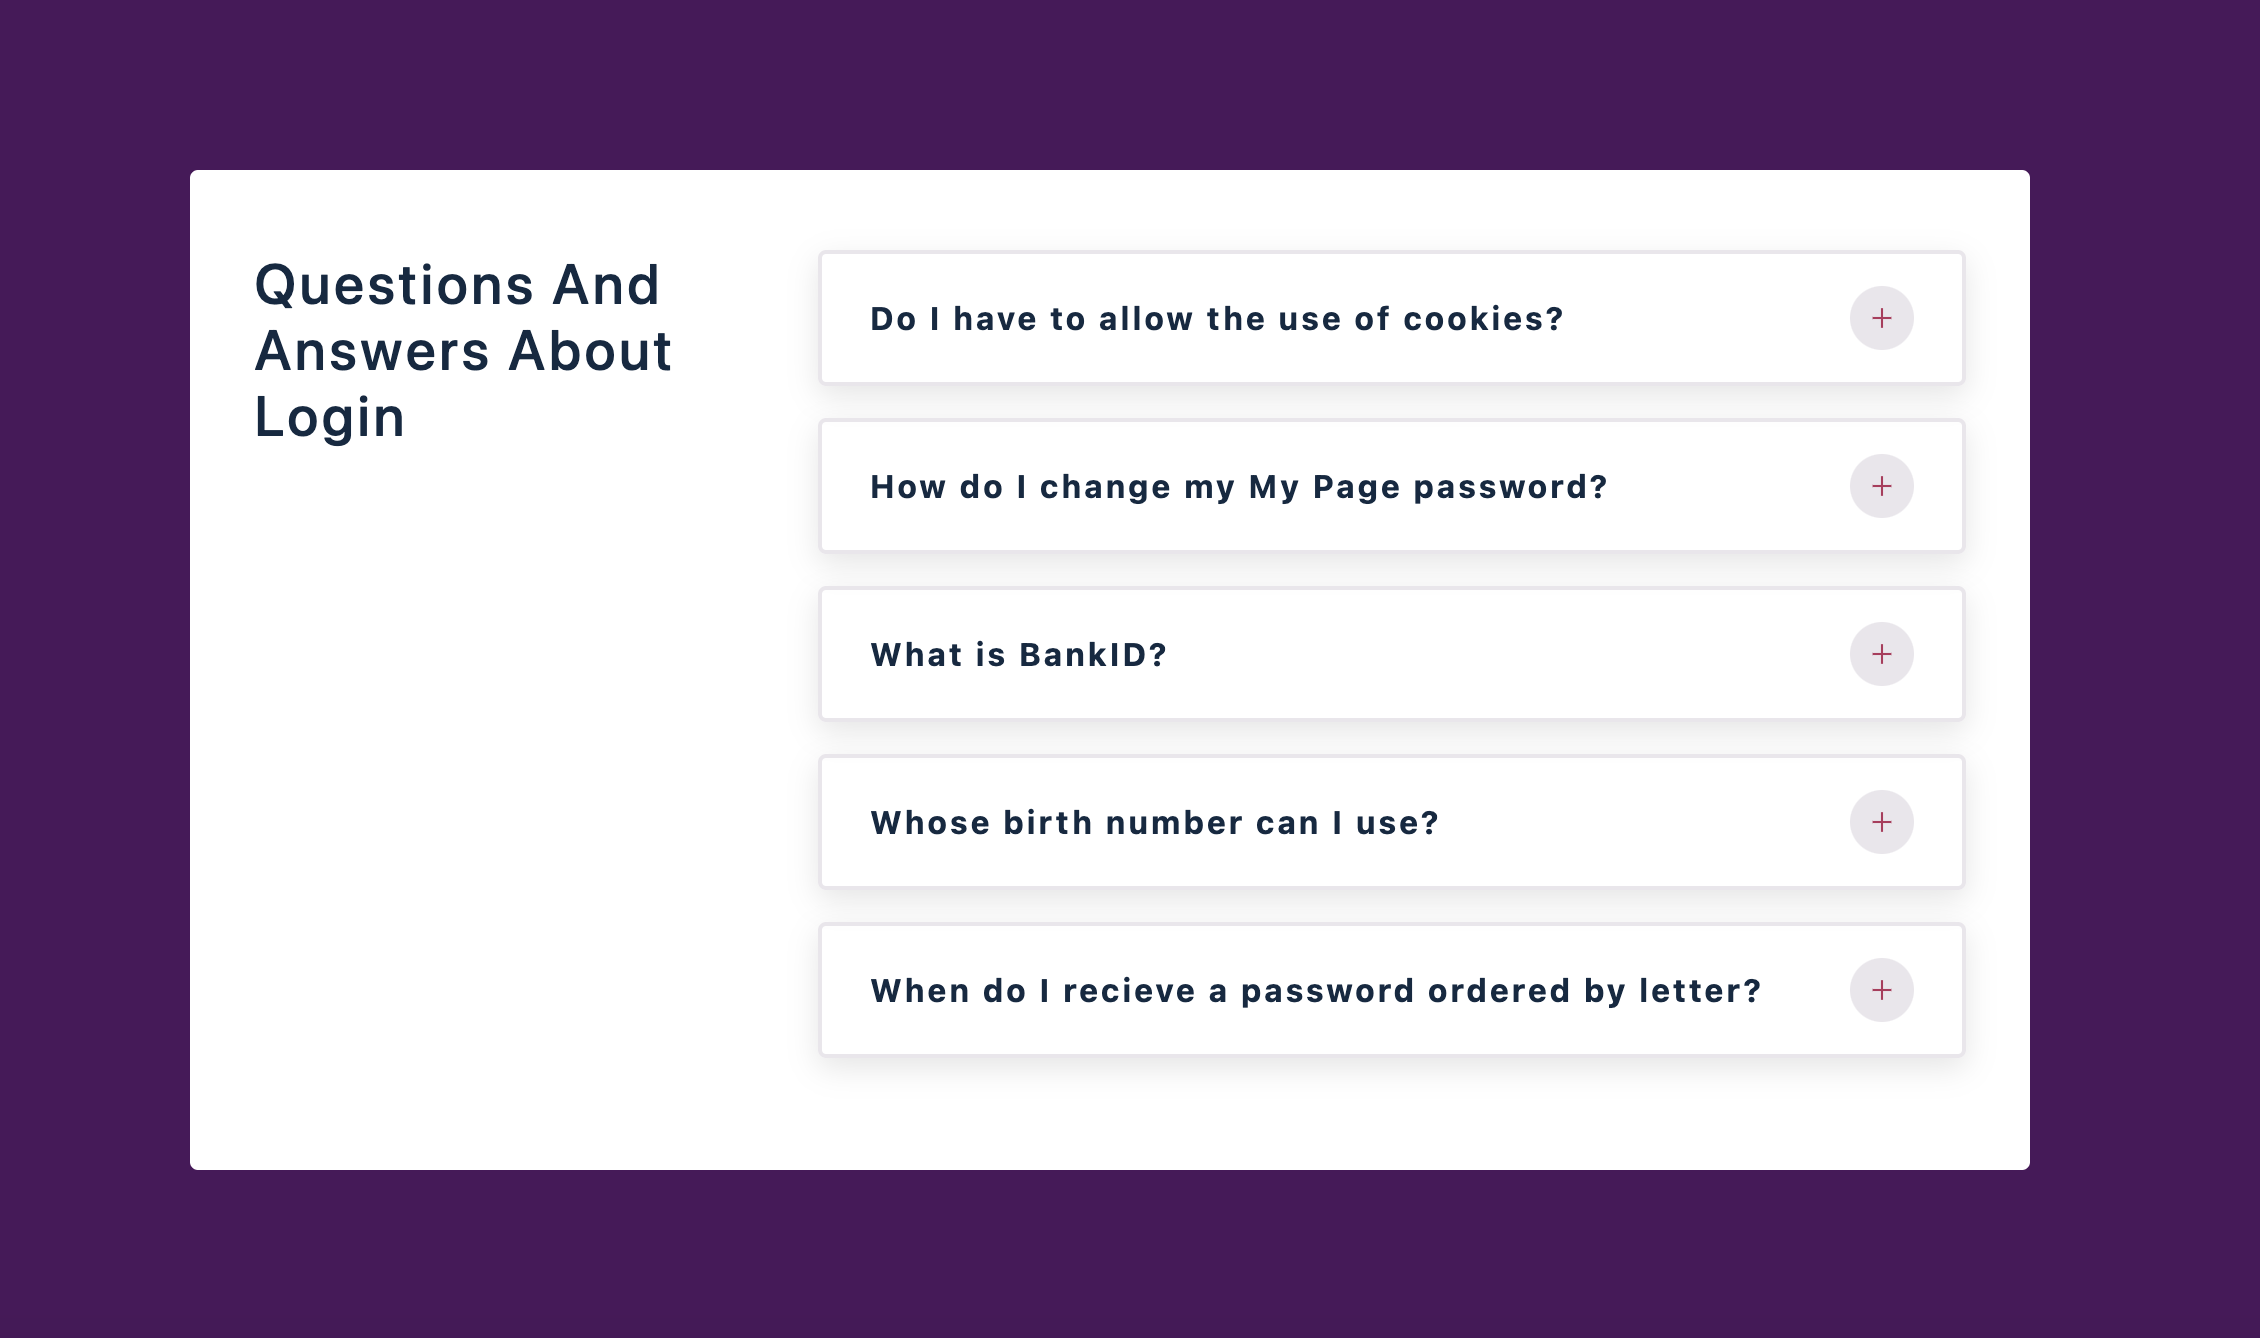 Questions And
Answers About
Login
Do I have to allow the use of cookies?
How do I change my My Page password?
What is BankID?
Whose birth number can I use?
When do I recieve a password ordered by letter?